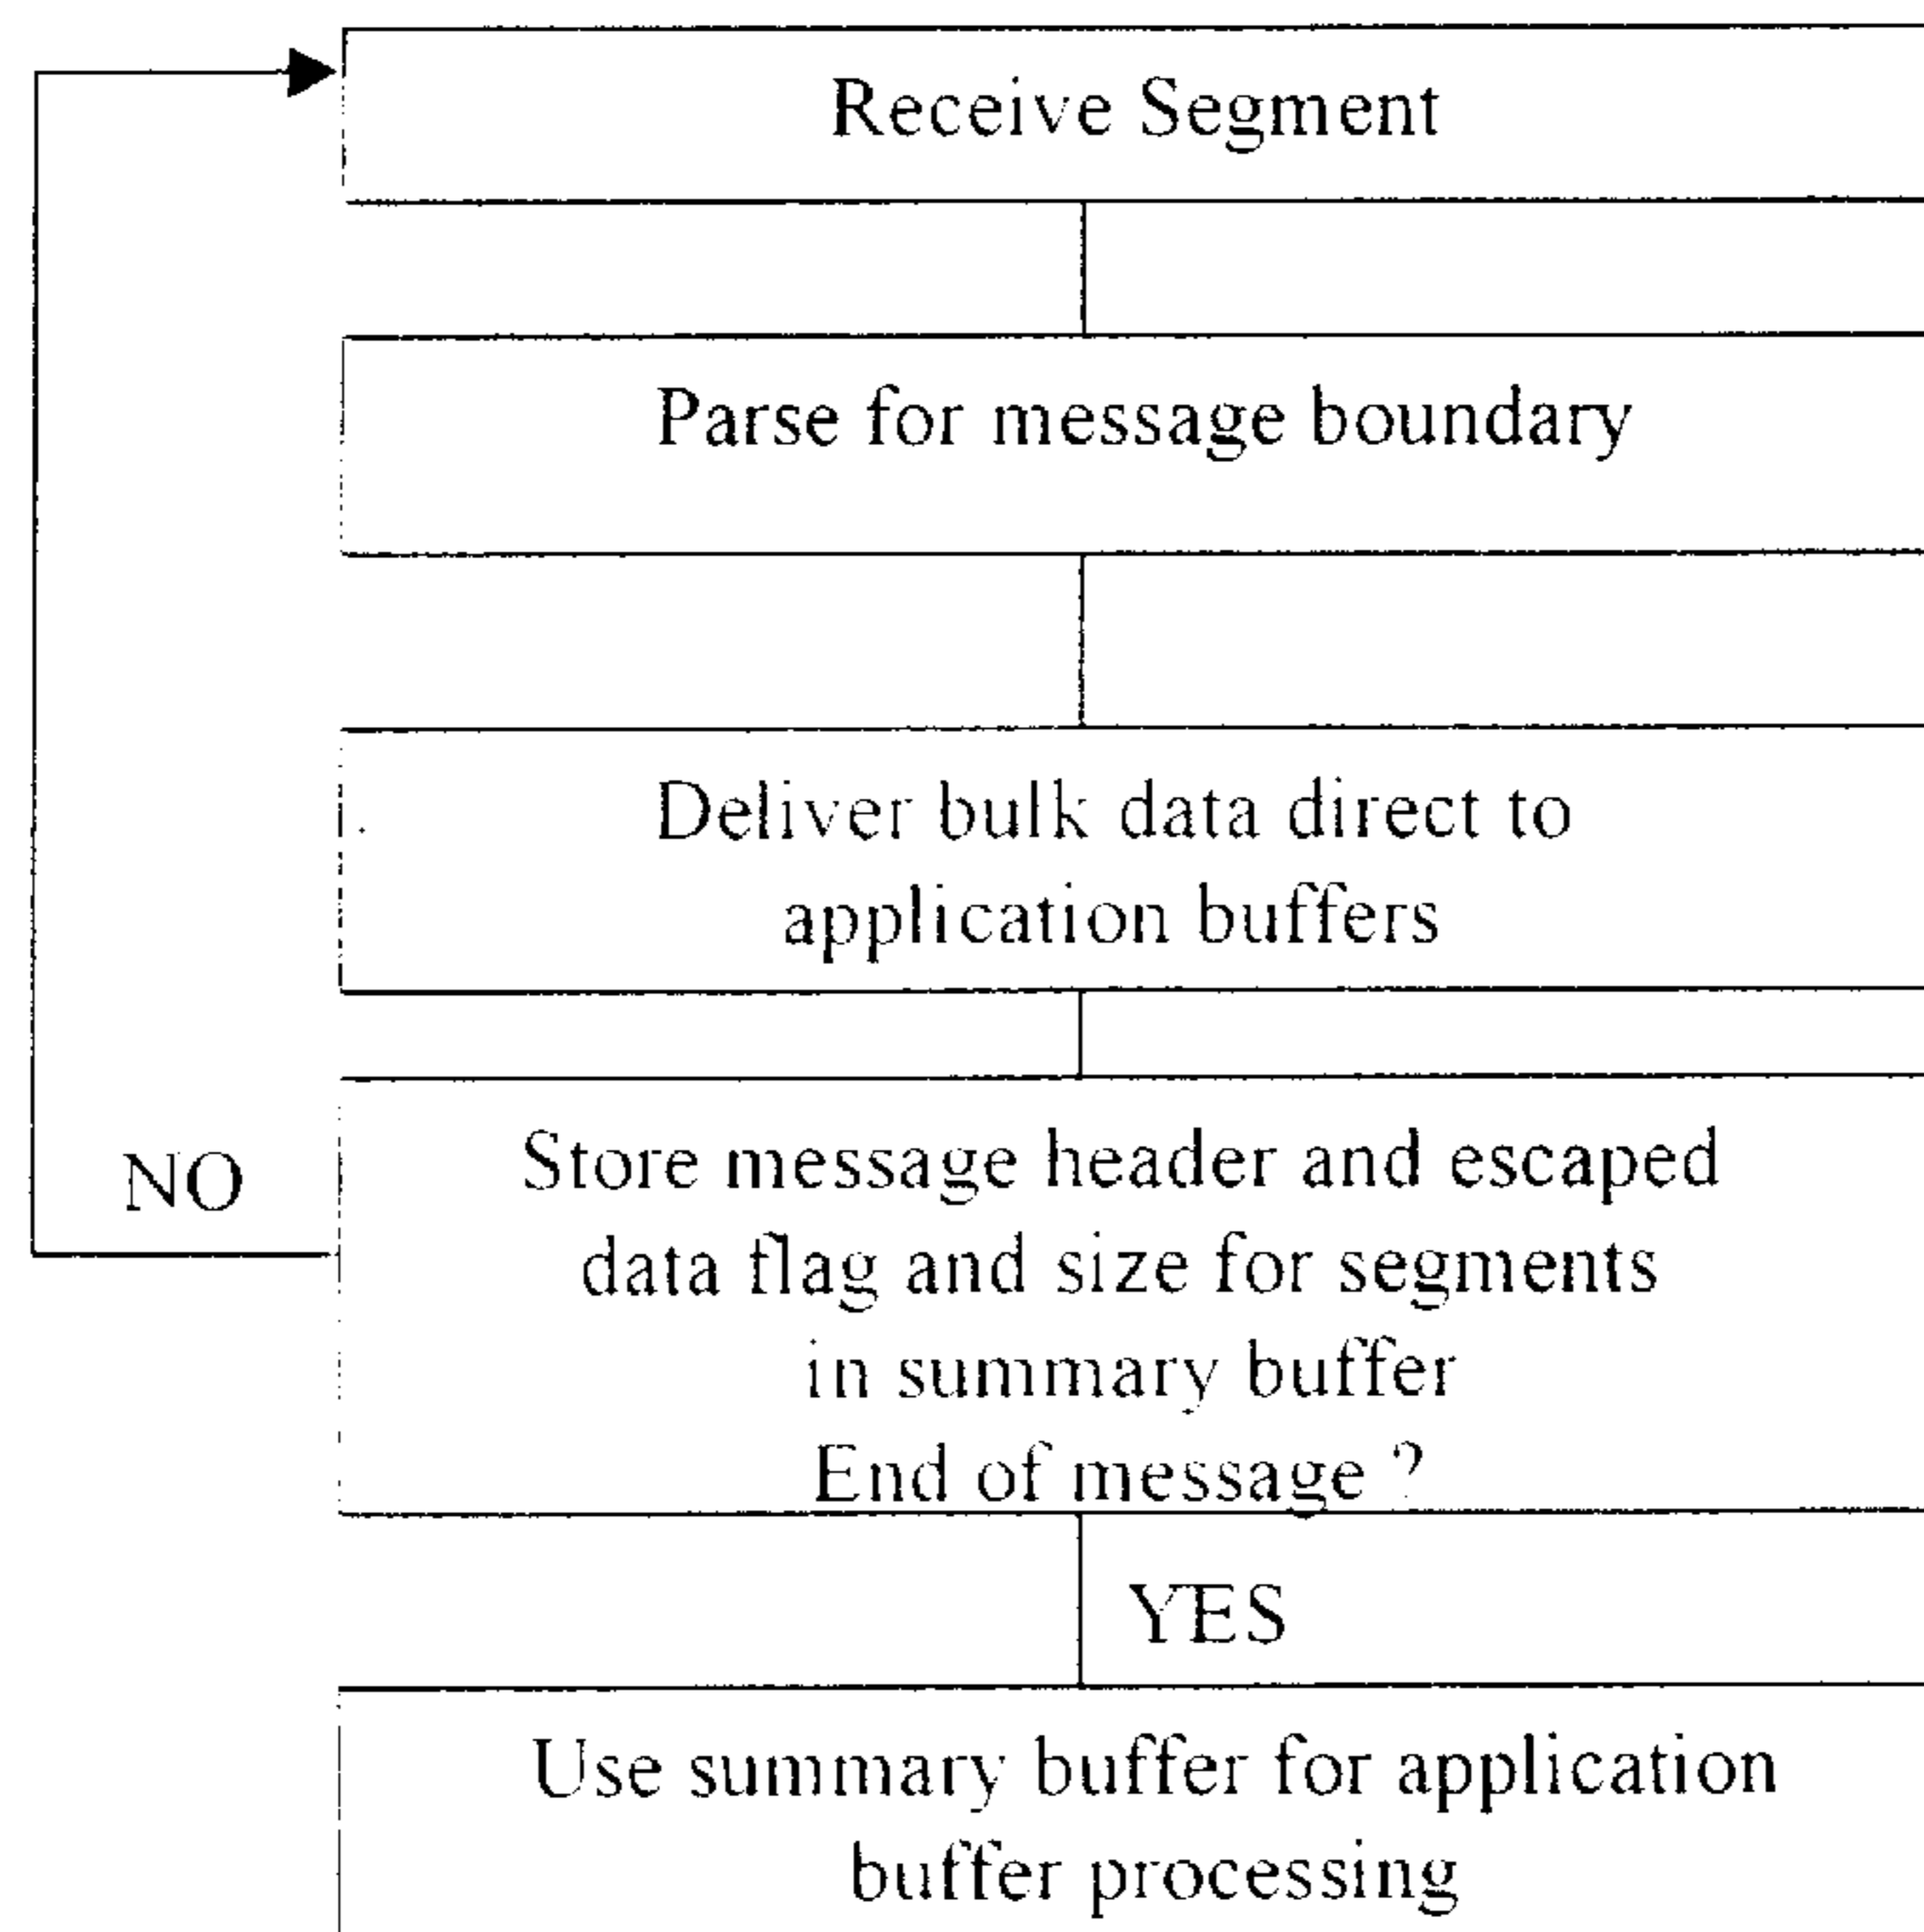 Receive Segment
Parse for message boundary
Deliver bulk data direct to
application buffers
NO
Store message header and escaped
data flag and size for segments
in summary buffer
End of message ?
YES
Use summary buffer for application
buffer processing